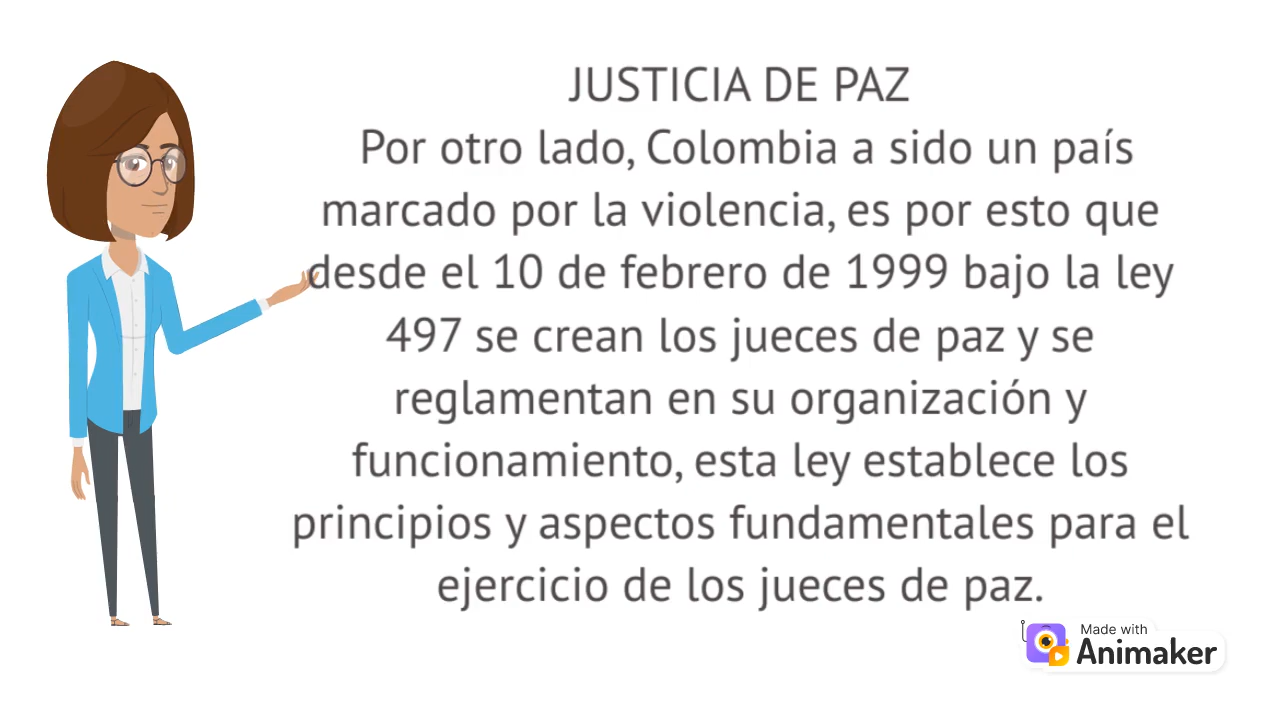 JUSTICIA DE PAZ
Por otro lado, Colombia a sido un país
marcado por la violencia, es por esto que
desde el 10 de febrero de 1999 bajo la ley
497 se crean los jueces de paz y se
reglamentan en su organización y
funcionamiento, esta ley establece los
principios y aspectos fundamentales para el
ejercicio de los jueces de paz.
Made with
Animaker